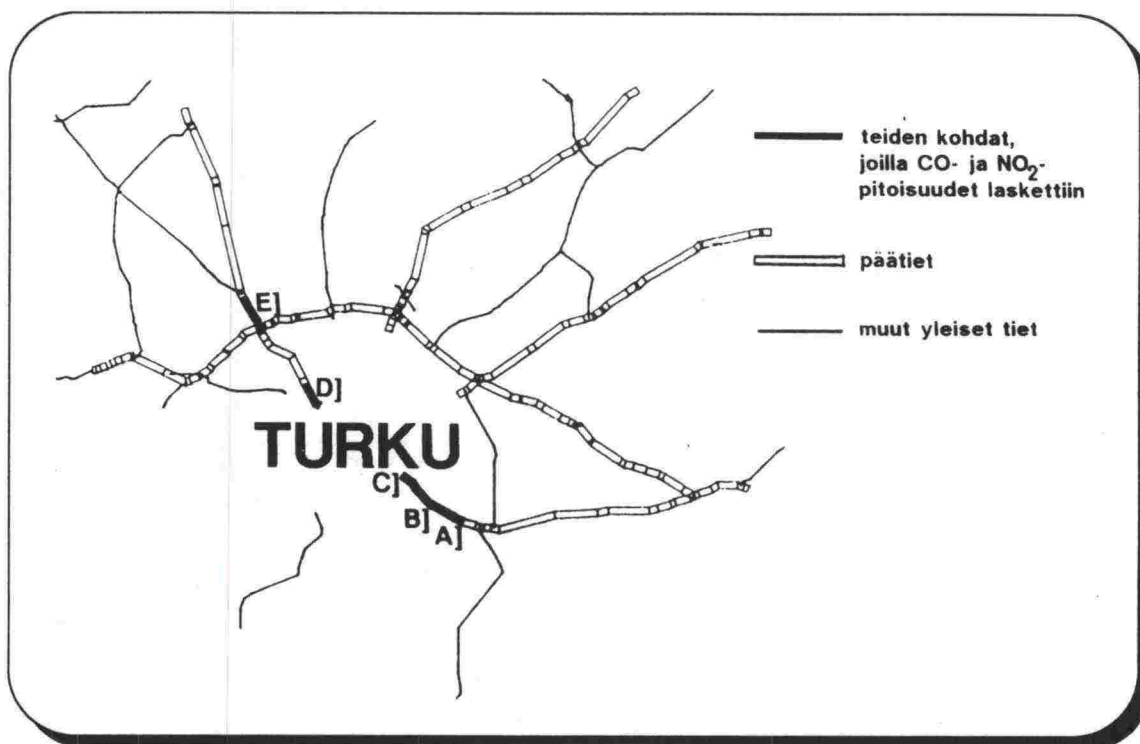 teiden kohdat,
joilla CO- ja NO₂-
pitoisuudet laskettiin
päätiet
muut yleiset tiet
E]
D]
TURKU
C]
B]
A]